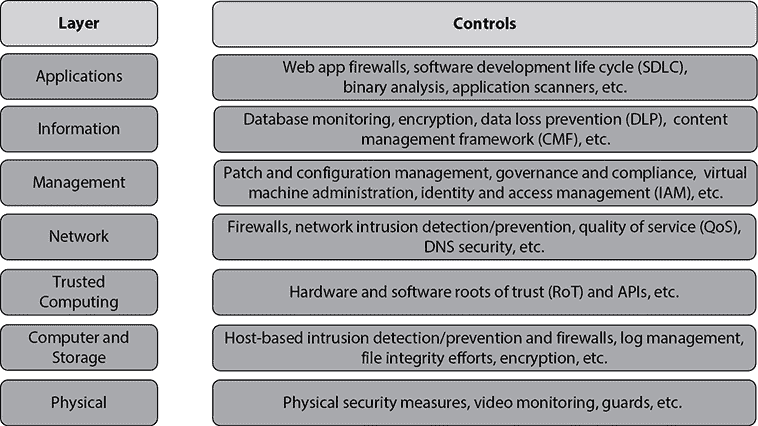 Layer
Controls
Applications
Web app firewalls, software development life cycle (SDLC),
binary analysis, application scanners, etc.
Information
Database monitoring, encryption, data loss prevention (DLP), content
management framework (CMF), etc.
Management
Patch and configuration management, governance and compliance, virtual
machine administration, identity and access management (IAM), etc.
Network
Firewalls, network intrusion detection/prevention, quality of service (QoS),
DNS security, etc.
Trusted
Computing
Hardware and software roots of trust (RoT) and APIs, etc.
Computer and
Storage
Host-based intrusion detection/prevention and firewalls, log management,
file integrity efforts, encryption, etc.
Physical
Physical security measures, video monitoring, guards, etc.